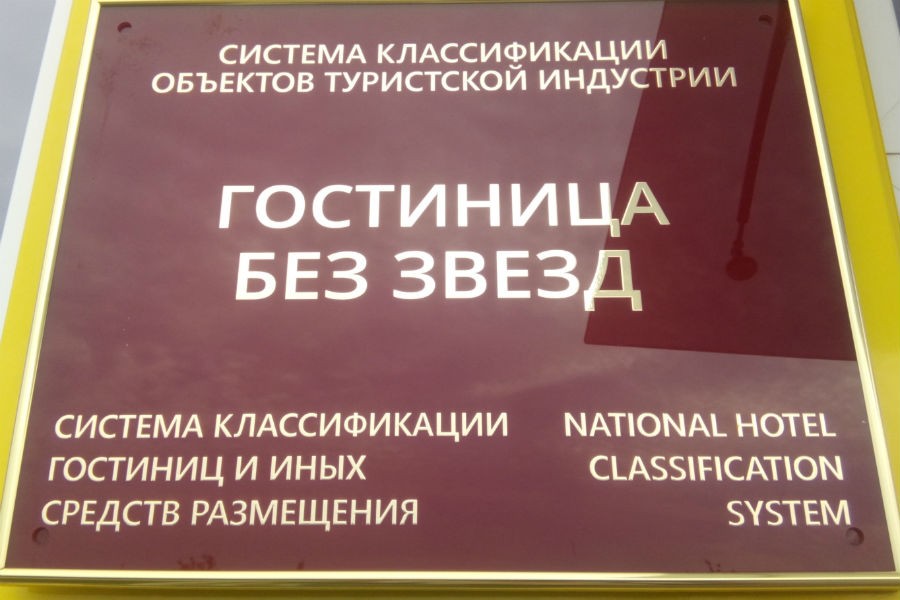 СИСТЕМА КЛАССИФИКАЦИИ
ОБЪЕКТОВ ТУРИСТСКОЙ ИНДУСТРИИ
ГОСТИНИЦА
БЕЗ ЗВЕЗД
СИСТЕМА КЛАССИФИКАЦИИ
ГОСТИНИЦ И ИНЫХ
СРЕДСТВ РАЗМЕЩЕНИЯ
NATIONAL HOTEL
CLASSIFICATION
SYSTEM